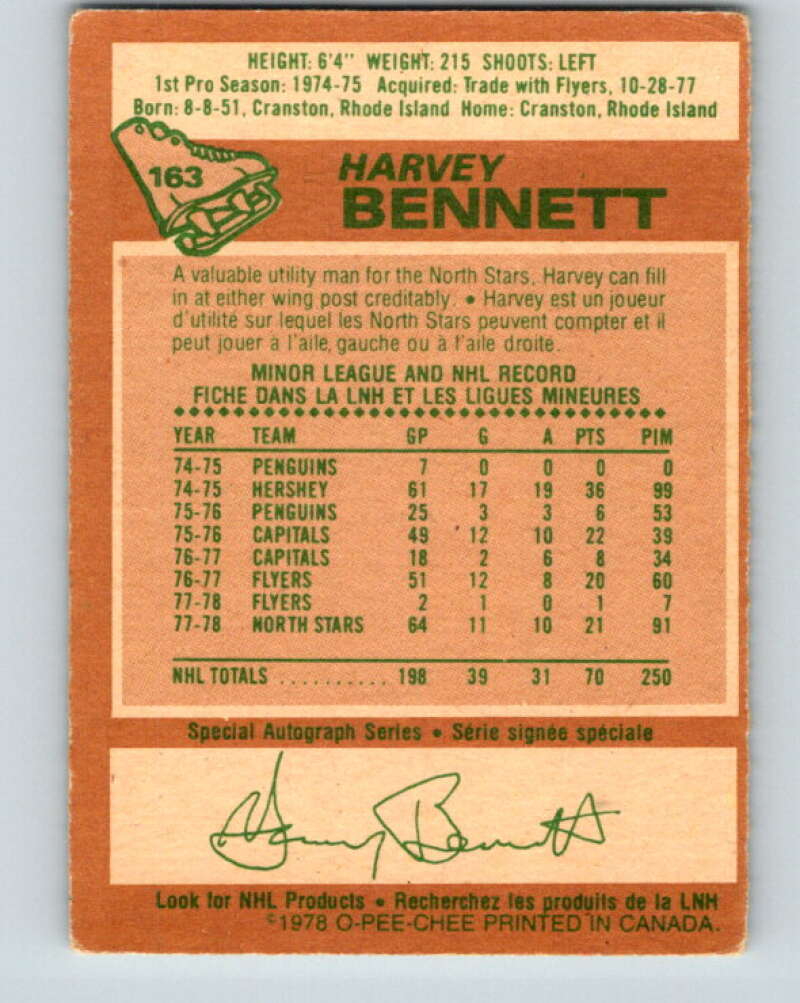 HEIGHT: 6'4" WEIGHT: 215 SHOOTS: LEFT
1st Pro Season: 1974-75 Acquired: Trade with Flyers, 10-28-77
Born: 8-8-51, Cranston, Rhode Island Home: Cranston, Rhode Island
163
HARVEY
BENNETT
A valuable utility man for the North Stars, Harvey can fill
in at either wing post creditably. • Harvey est un joueur
d'utilité sur lequel les North Stars peuvent compter et il
peut jouer à l'aile, gauche ou à l'aile droite.
MINOR LEAGUE AND NHL RECORD
FICHE DANS LA LNH ET LES LIGUES MINEURES
YEAR TEAM GP G A PTS PIM
74-75 PENGUINS 7 0 0 0 0
74-75 HERSHEY 61 17 19 36 99
75-76 PENGUINS 25 3 3 6 53
75-76 CAPITALS 49 12 10 22 39
76-77 CAPITALS 18 2 6 8 34
76-77 FLYERS 51 12 8 20 60
77-78 FLYERS 2 1 0 1 7
77-78 NORTH STARS 64 11 10 21 91
NHL TOTALS .......... 198 39 31 70 250
Special Autograph Series • Série signée spéciale
Harvey Bennett
Look for NHL Products • Recherchez les produits de la LNH
©1978 O-PEE-CHEE PRINTED IN CANADA.